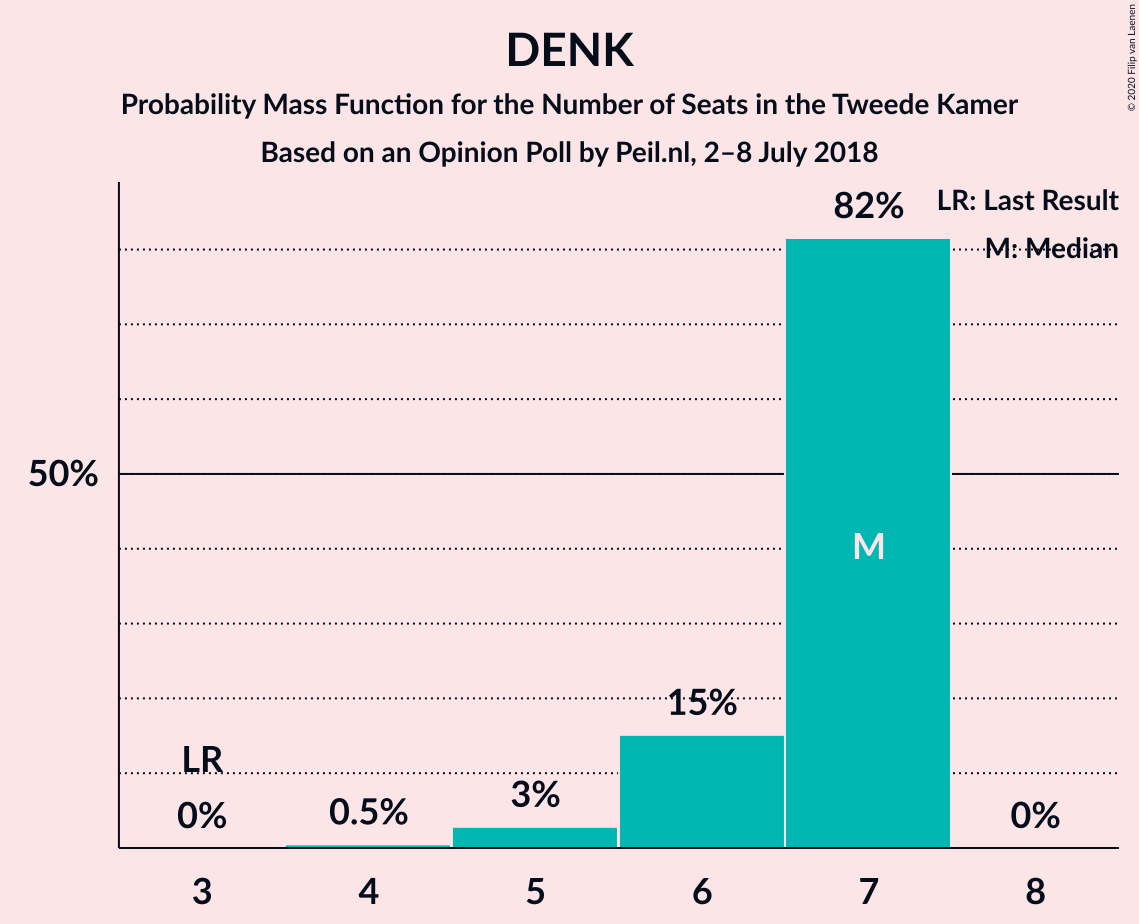 DENK
Probability Mass Function for the Number of Seats in the Tweede Kamer
Based on an Opinion Poll by Peil.nl, 2–8 July 2018
© 2020 Filip van Laenen
LR: Last Result
M: Median
82%
50%
M
15%
LR
0%
0.5%
3%
0%
3 4 5 6 7 8